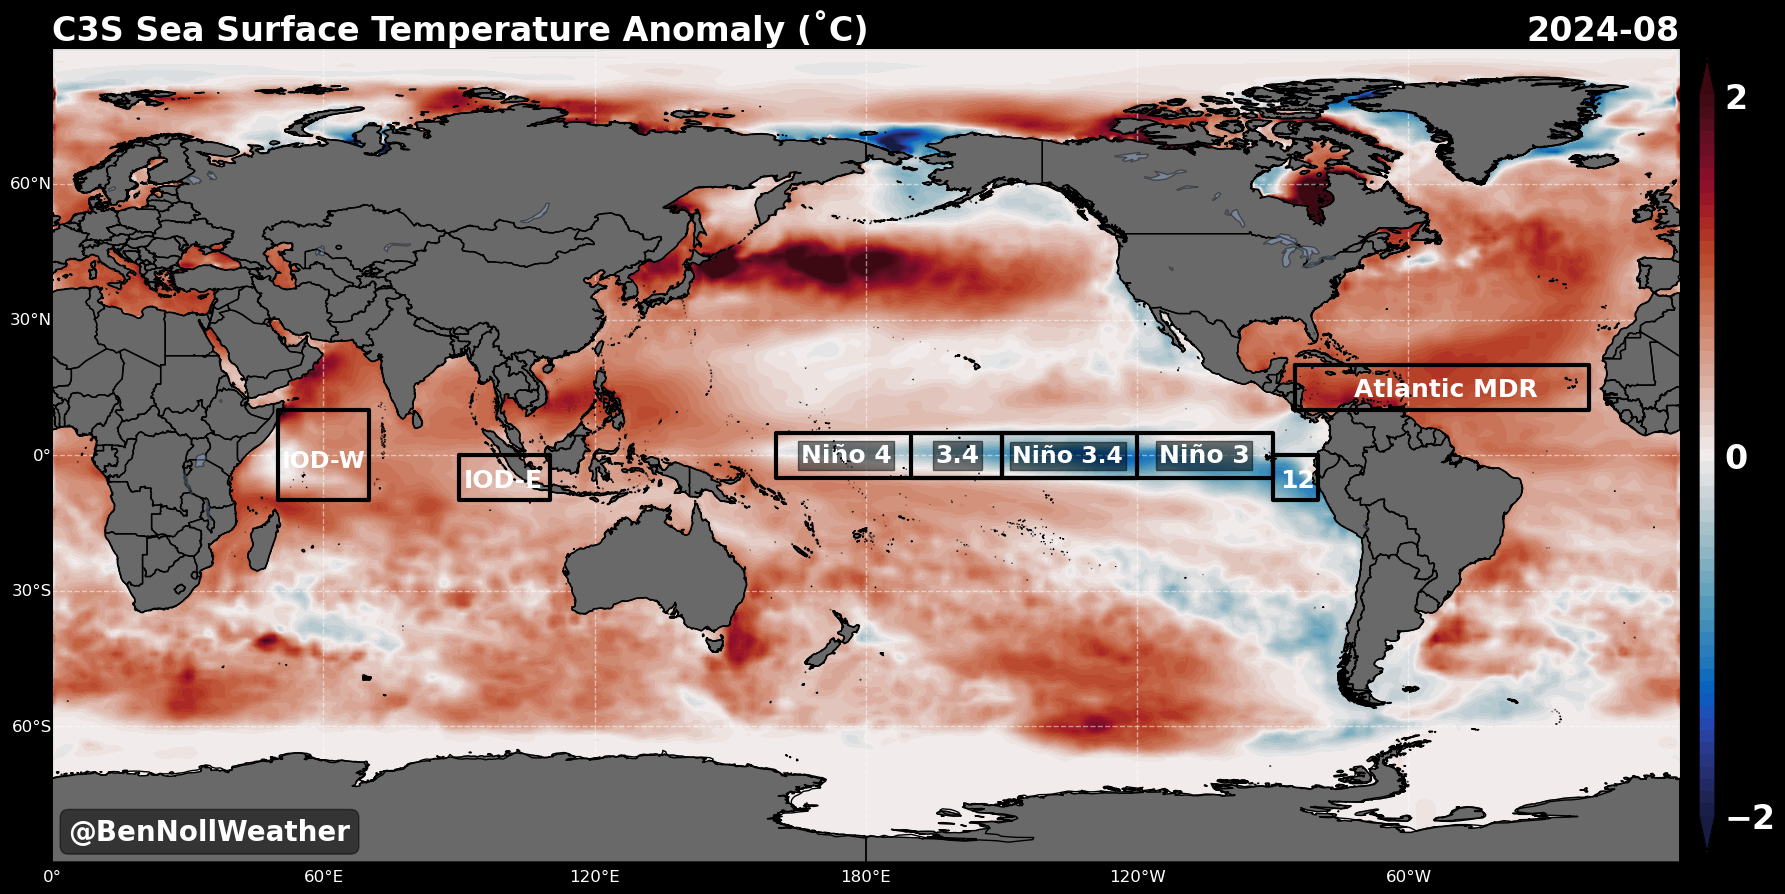 C3S Sea Surface Temperature Anomaly (˚C)
2024-08
2
0
−2
60°N
30°N
0°
30°S
60°S
Atlantic MDR
IOD-W
IOD-E
Niño 4
3.4
Niño 3.4
Niño 3
12
@BenNollWeather
0°
60°E
120°E
180°E
120°W
60°W